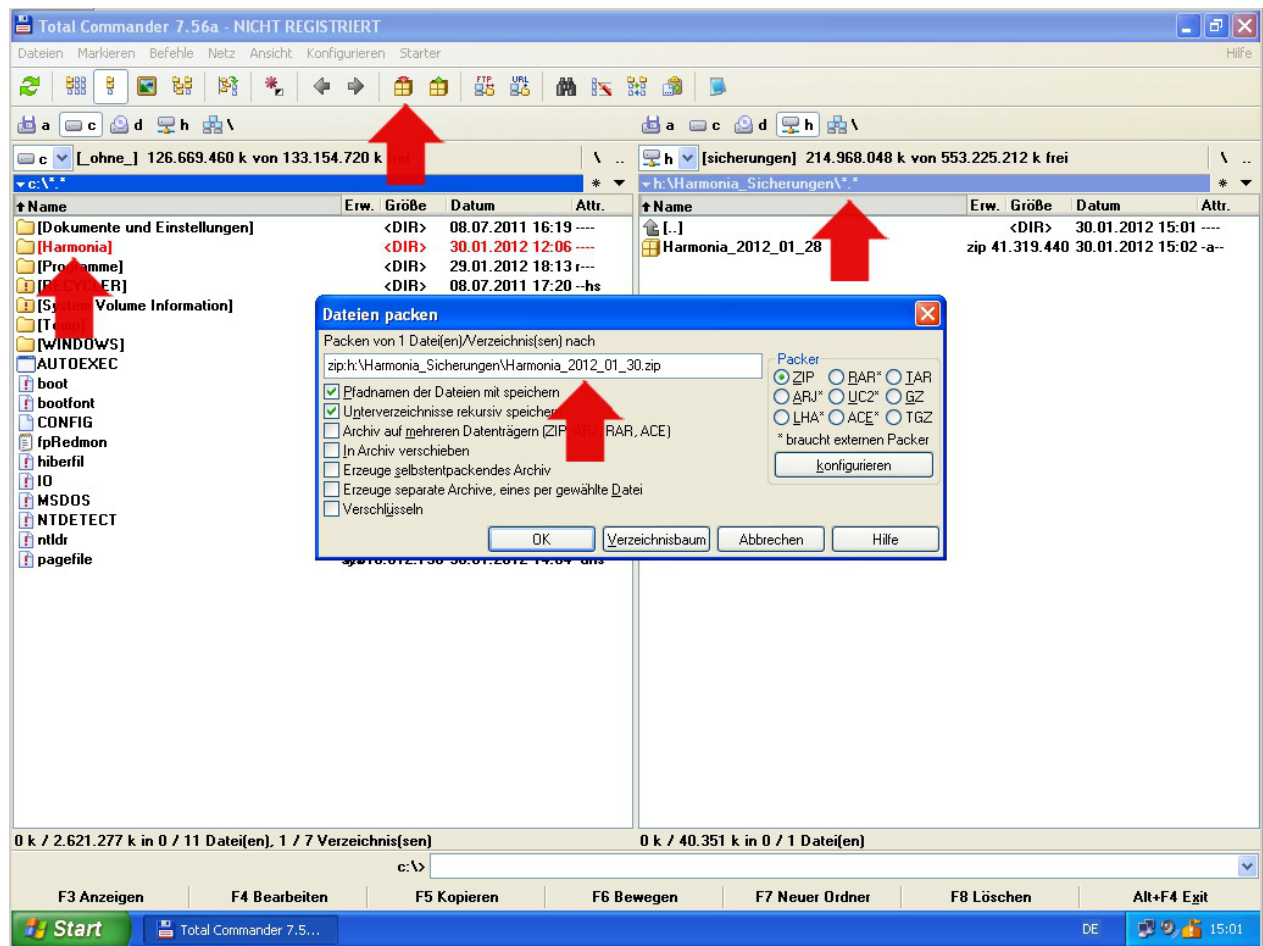 Total Commander 7.56a - NICHT REGISTRIERT
Dateien Markieren Befehle Netz Ansicht Konfigurieren Starter Hilfe
FTP URL
a c d h \ a c d h \
c [_ohne_] 126.669.460 k von 133.154.720 k frei \ .. h [sicherungen] 214.968.048 k von 553.225.212 k frei \ ..
c:\*.* * h:\Harmonia_Sicherungen\*.* *
Name Erw. Größe Datum Attr. Name Erw. Größe Datum Attr.
[Dokumente und Einstellungen] <DIR> 08.07.2011 16:19 ---- [..] <DIR> 30.01.2012 15:01 ----
[Harmonia] <DIR> 30.01.2012 12:06 ---- Harmonia_2012_01_28 zip 41.319.440 30.01.2012 15:02 -a--
[Programme] <DIR> 29.01.2012 18:13 r---
[RECYCLER] <DIR> 08.07.2011 17:20 --hs
[System Volume Information]
[Temp]
[WINDOWS]
AUTOEXEC
boot
bootfont
CONFIG
fpRedmon
hiberfil
IO
MSDOS
NTDETECT
ntldr
pagefile
Dateien packen
Packen von 1 Datei(en)/Verzeichnis(sen) nach
zip:h:\Harmonia_Sicherungen\Harmonia_2012_01_30.zip
Pfadnamen der Dateien mit speichern
Unterverzeichnisse rekursiv speichern
Archiv auf mehreren Datenträgern (ZIP, ARJ, RAR, ACE)
In Archiv verschieben
Erzeuge selbstentpackendes Archiv
Erzeuge separate Archive, eines per gewählte Datei
Verschlüsseln
Packer
ZIP RAR* TAR
ARJ* UC2* GZ
LHA* ACE* TGZ
* braucht externen Packer
konfigurieren
OK Verzeichnisbaum Abbrechen Hilfe
0 k / 2.621.277 k in 0 / 11 Datei(en), 1 / 7 Verzeichnis(sen) 0 k / 40.351 k in 0 / 1 Datei(en)
c:\>
F3 Anzeigen F4 Bearbeiten F5 Kopieren F6 Bewegen F7 Neuer Ordner F8 Löschen Alt+F4 Exit
Start Total Commander 7.5... DE 15:01